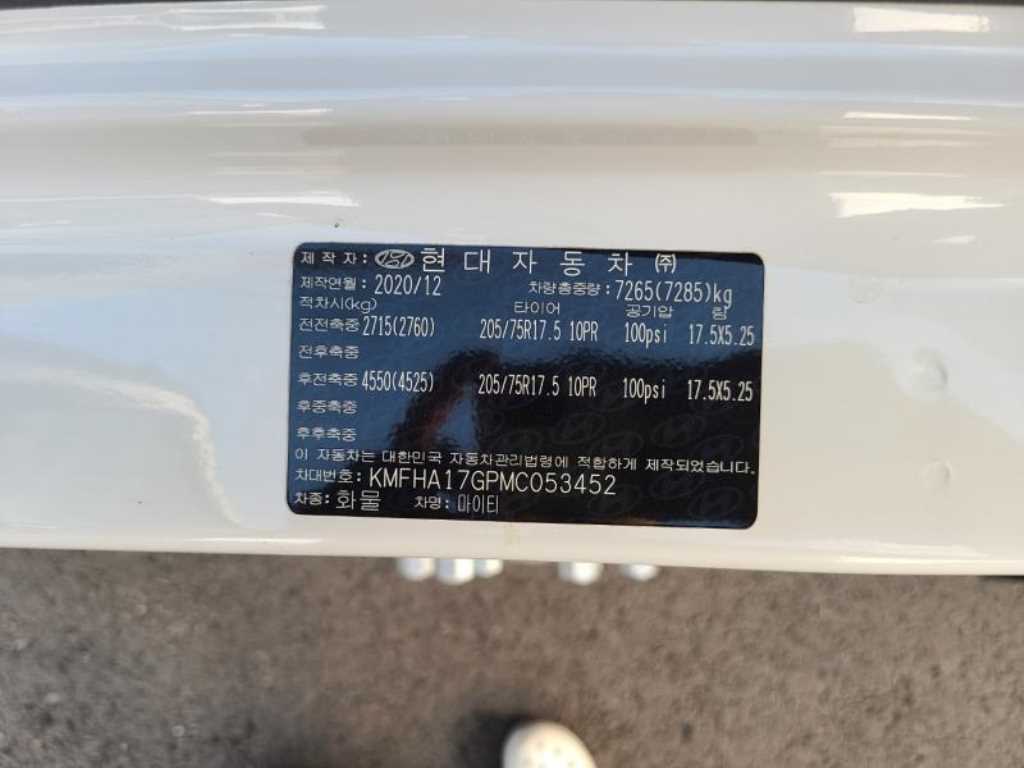 제 작 자 : 현 대 자 동 차 ㈜
제작연월 : 2020/12 차량총중량 : 7265(7285)kg
적차시(kg) 타이어 공기압 림
전전축중 2715(2760) 205/75R17.5 10PR 100psi 17.5X5.25
전후축중
후전축중 4550(4525) 205/75R17.5 10PR 100psi 17.5X5.25
후중축중
후후축중
이 자동차는 대한민국 자동차관리법령에 적합하게 제작되었습니다.
차대번호 : KMFHA17GPMC053452
차종 : 화물 차명 : 마이티